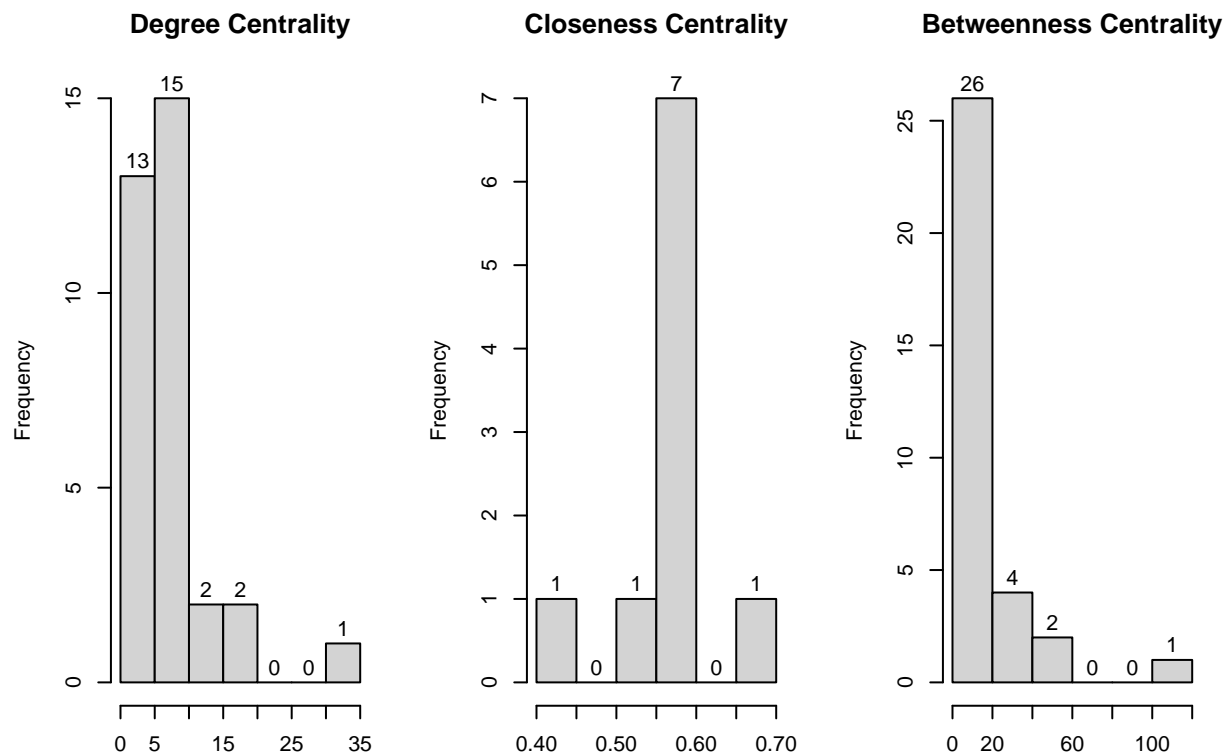 Degree Centrality
Frequency
0 5 10 15
13 15 2 2 0 0 1
0 5 15 25 35
Closeness Centrality
Frequency
0 1 2 3 4 5 6 7
1 0 1 7 0 1
0.40 0.50 0.60 0.70
Betweenness Centrality
Frequency
0 5 10 15 20 25
26 4 2 0 0 1
0 20 60 100